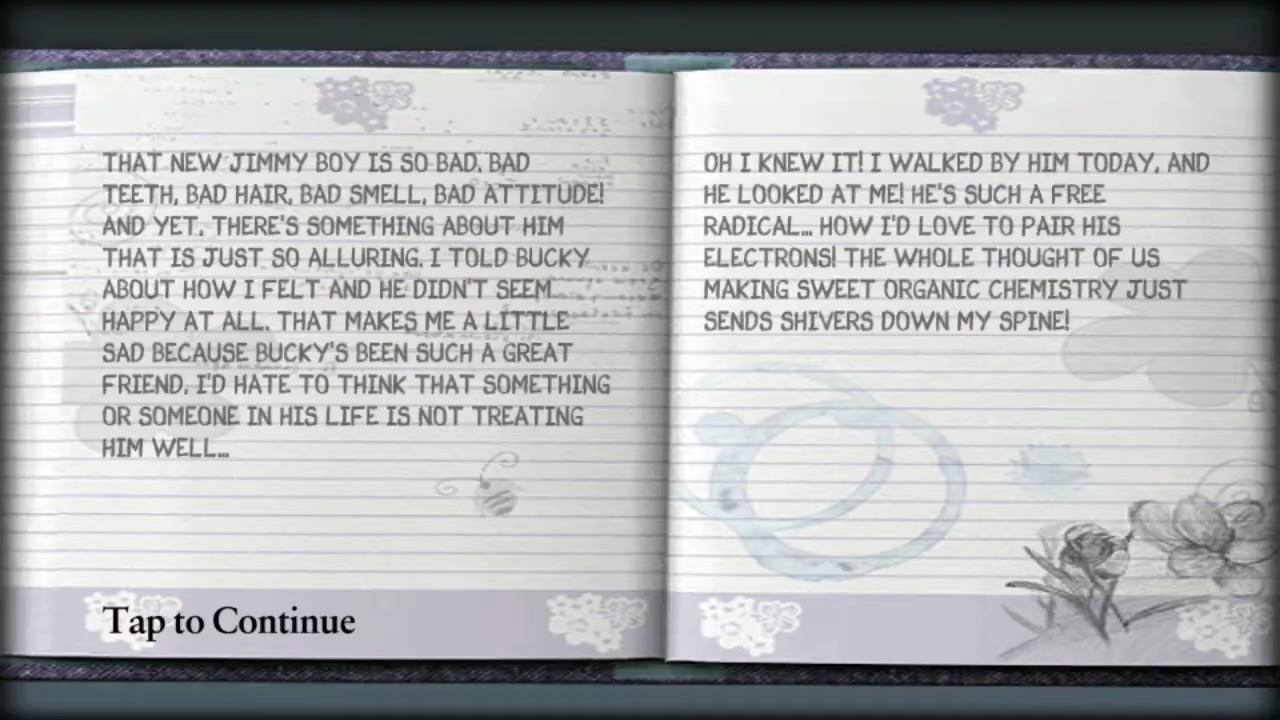 THAT NEW JIMMY BOY IS SO BAD. BAD
TEETH, BAD HAIR, BAD SMELL, BAD ATTITUDE!
AND YET, THERE'S SOMETHING ABOUT HIM
THAT IS JUST SO ALLURING. I TOLD BUCKY
ABOUT HOW I FELT AND HE DIDN'T SEEM
HAPPY AT ALL. THAT MAKES ME A LITTLE
SAD BECAUSE BUCKY'S BEEN SUCH A GREAT
FRIEND, I'D HATE TO THINK THAT SOMETHING
OR SOMEONE IN HIS LIFE IS NOT TREATING
HIM WELL...
Tap to Continue
OH I KNEW IT! I WALKED BY HIM TODAY, AND
HE LOOKED AT ME! HE'S SUCH A FREE
RADICAL... HOW I'D LOVE TO PAIR HIS
ELECTRONS! THE WHOLE THOUGHT OF US
MAKING SWEET ORGANIC CHEMISTRY JUST
SENDS SHIVERS DOWN MY SPINE!